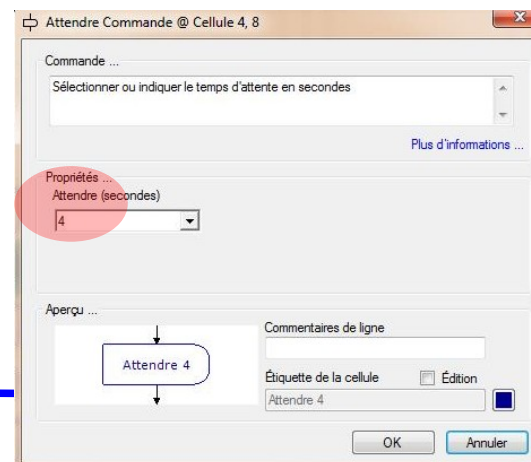 Attendre Commande @ Cellule 4, 8
Commande ...
Sélectionner ou indiquer le temps d'attente en secondes
Plus d'informations ...
Propriétés ...
Attendre (secondes)
4
Aperçu ...
Attendre 4
Commentaires de ligne
Étiquette de la cellule
Édition
Attendre 4
OK
Annuler